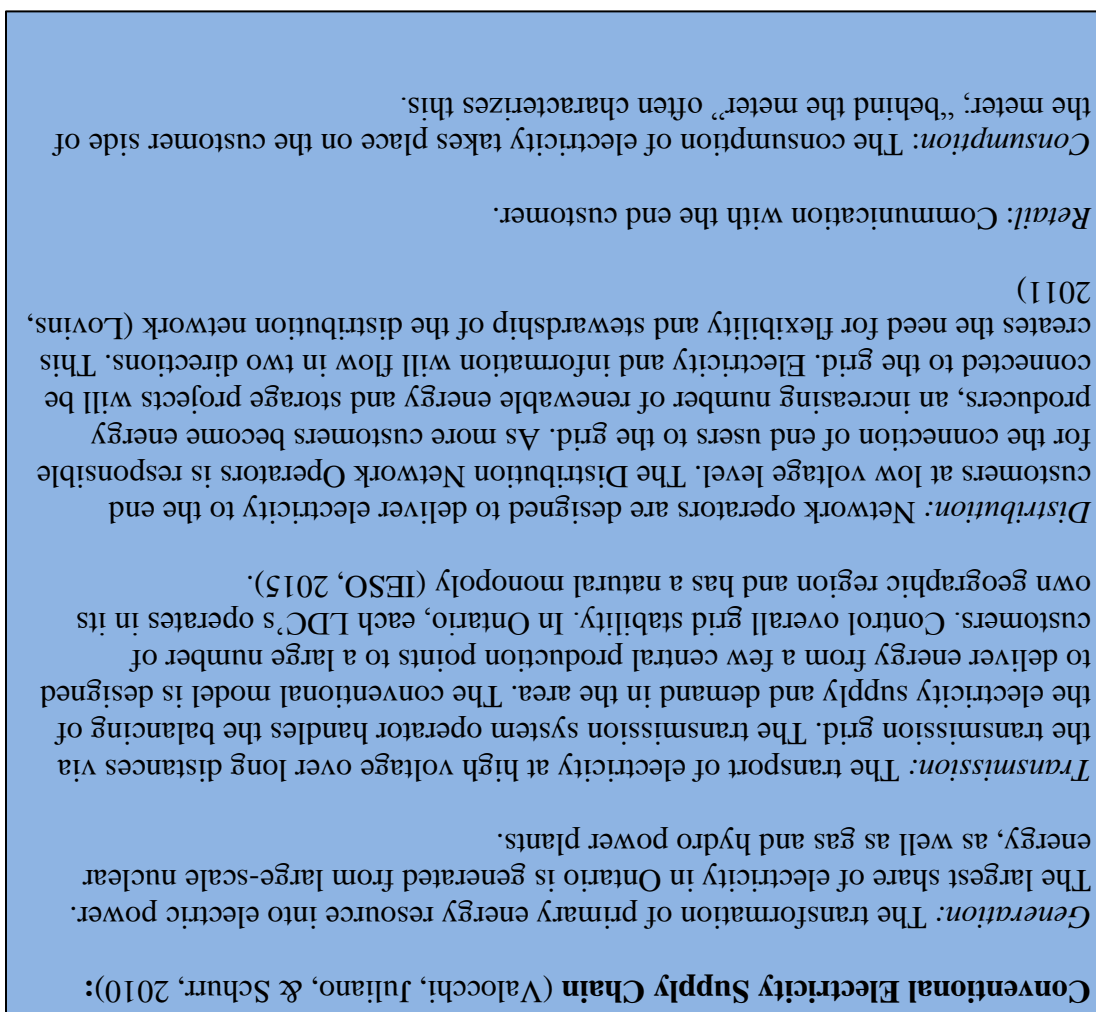 Conventional Electricity Supply Chain (Valocchi, Juliano, & Schurr, 2010):
Generation: The transformation of primary energy resource into electric power.
The largest share of electricity in Ontario is generated from large-scale nuclear
energy, as well as gas and hydro power plants.
Transmission: The transport of electricity at high voltage over long distances via
the transmission grid. The transmission system operator handles the balancing of
the electricity supply and demand in the area. The conventional model is designed
to deliver energy from a few central production points to a large number of
customers. Control overall grid stability. In Ontario, each LDC's operates in its
own geographic region and has a natural monopoly (IESO, 2015).
Distribution: Network operators are designed to deliver electricity to the end
customers at low voltage level. The Distribution Network Operators is responsible
for the connection of end users to the grid. As more customers become energy
producers, an increasing number of renewable energy and storage projects will be
connected to the grid. Electricity and information will flow in two directions. This
creates the need for flexibility and stewardship of the distribution network (Lovins,
2011)
Retail: Communication with the end customer.
Consumption: The consumption of electricity takes place on the customer side of
the meter; “behind the meter” often characterizes this.